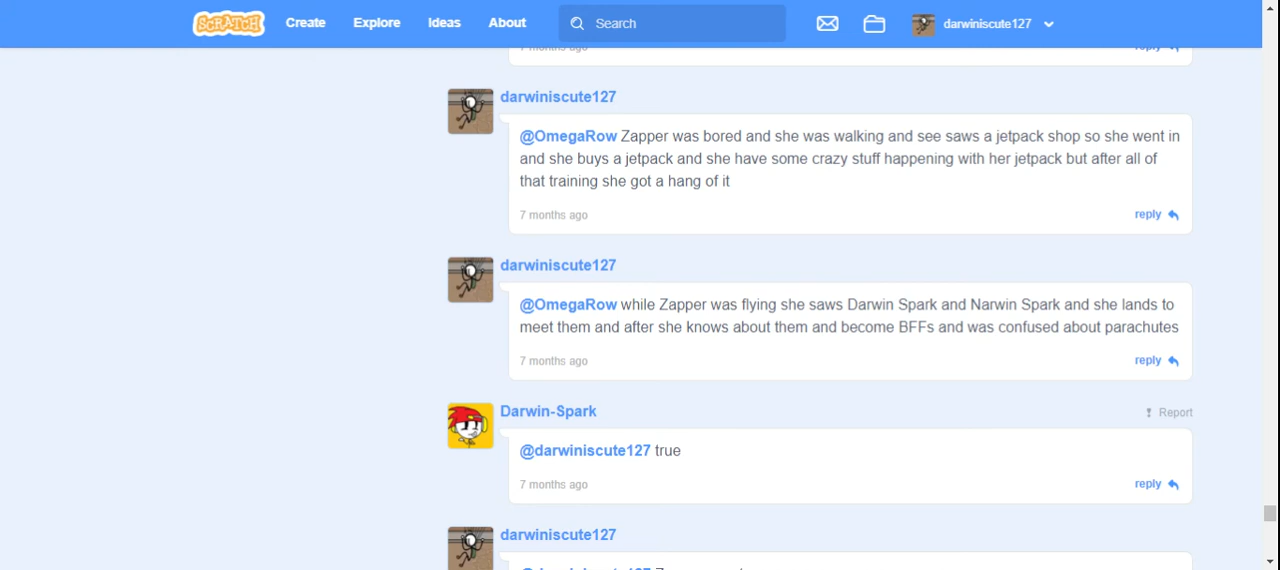 SCRATCH Create Explore Ideas About Search darwiniscute127
7 months ago reply
darwiniscute127
@OmegaRow Zapper was bored and she was walking and see saws a jetpack shop so she went in
and she buys a jetpack and she have some crazy stuff happening with her jetpack but after all of
that training she got a hang of it
7 months ago reply
darwiniscute127
@OmegaRow while Zapper was flying she saws Darwin Spark and Narwin Spark and she lands to
meet them and after she knows about them and become BFFs and was confused about parachutes
7 months ago reply
Darwin-Spark Report
@darwiniscute127 true
7 months ago reply
darwiniscute127